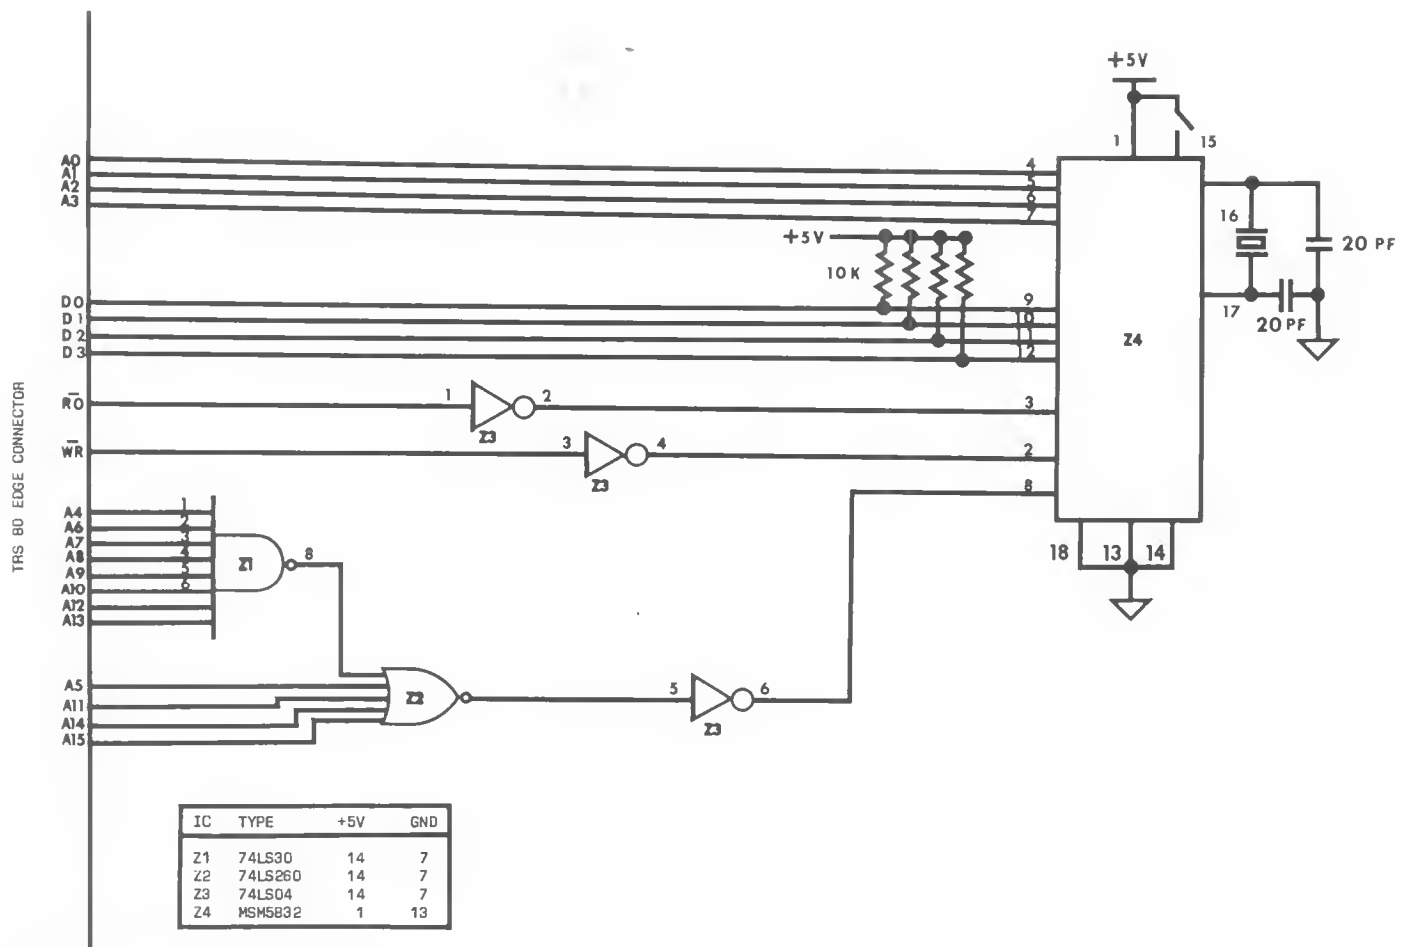 +5V
1
15
A0
A1
A2
A3
4
5
6
7
16
20 PF
+5V
10 K
D0
D1
D2
D3
9
10
11
12
17
20 PF
Z4
TRS 80 EDGE CONNECTOR
RD
1
2
Z3
3
WR
3
4
Z3
2
8
A4
A6
A7
A8
A9
A10
A12
A13
1
2
3
4
5
6
Z1
8
18
13
14
A5
A11
A14
A15
Z2
5
6
Z3
IC TYPE +5V GND
Z1 74LS30 14 7
Z2 74LS260 14 7
Z3 74LS04 14 7
Z4 MSM5832 1 13